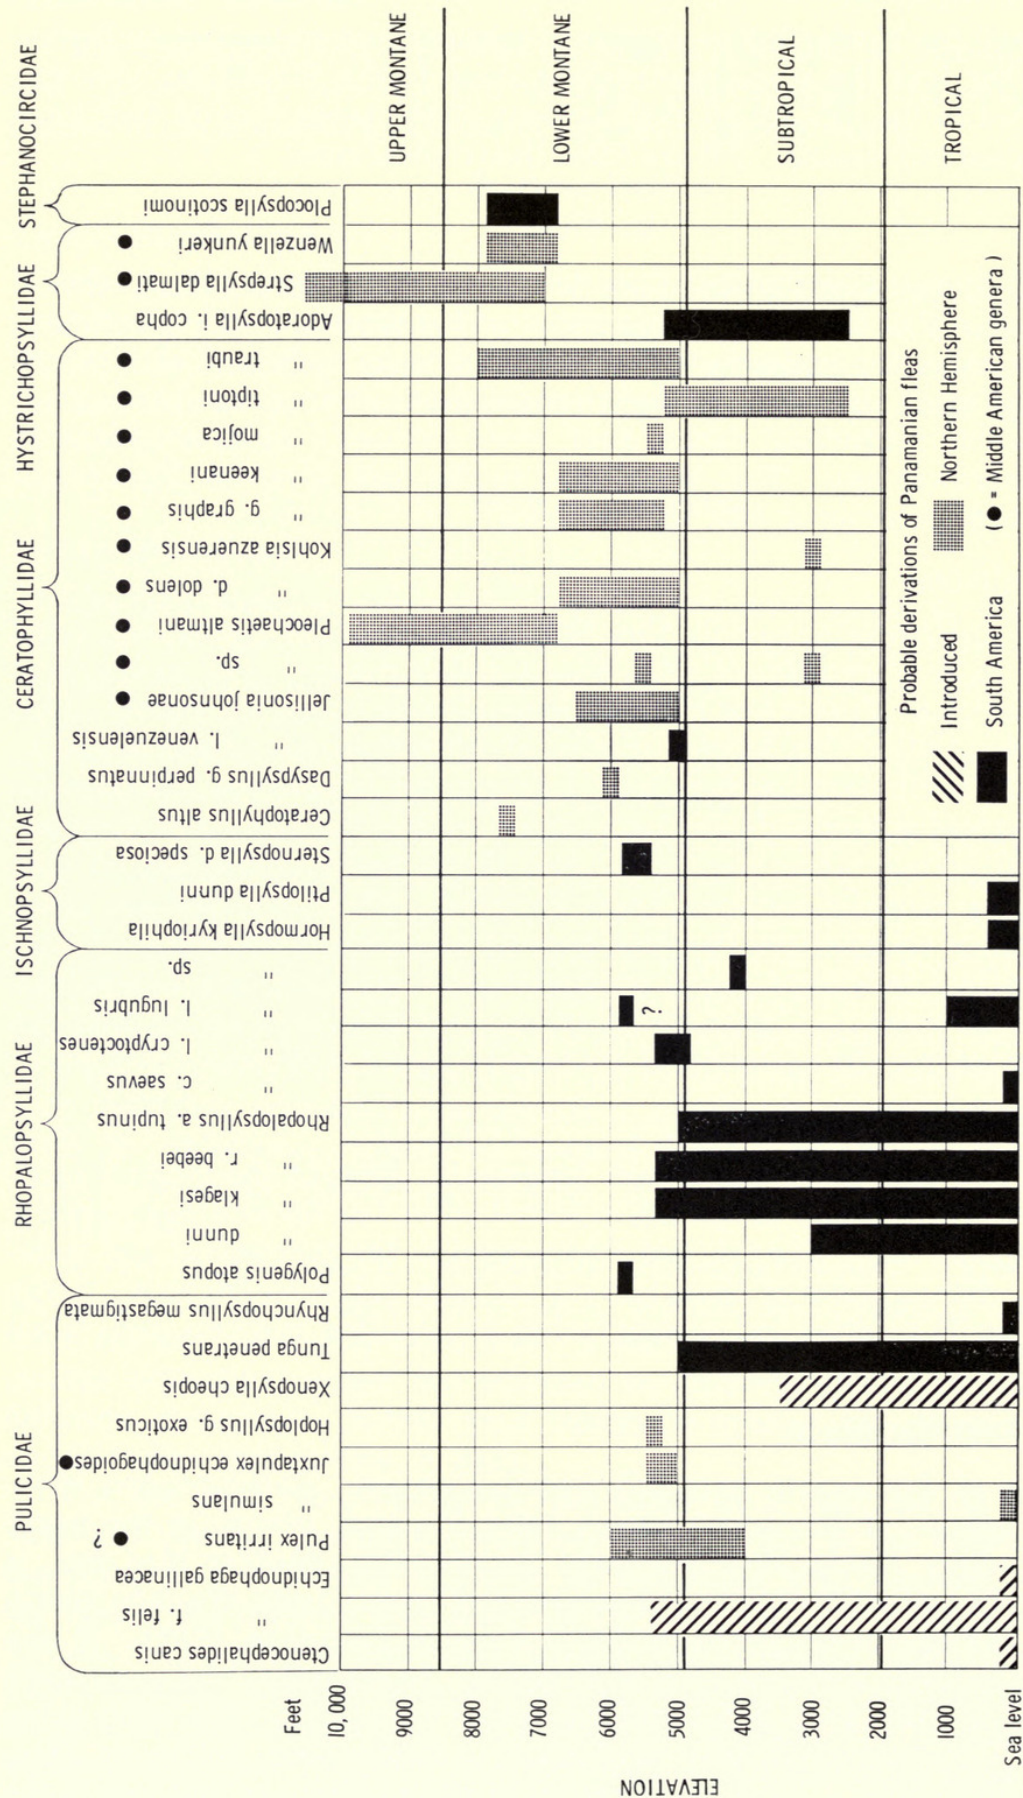 PULICIDAE
RHOPALOPSYLLIDAE
ISCHNOPSYLLIDAE
CERATOPHYLLIDAE
HYSTRICHOPSYLLIDAE
STEPHANOCIRCIDAE
Ctenocephalides canis
" f. felis
Echidnophaga gallinacea
Pulex irritans ● ?
" simulans
Juxtapulex echidnophagoides ●
Hoplopsyllus g. exoticus
Xenopsylla cheopis
Tunga penetrans
Rhynchopsyllus megastigmata
Polygenis atopus
" dunni
" klagesi
" r. beebei
Rhopalopsyllus a. tupinus
" c. saevus
" l. cryptoctenes
" l. lugubris
" sp.
Hormopsylla kyriophila
Ptilopsylla dunni
Sternopsylla d. speciosa
Ceratophyllus altus
Dasypsyllus g. perpinnatus
" l. venezuelensis
Jellisonia johnsonae ●
" sp. ●
Pleochaetis altmani ●
" d. dolens ●
Kohlsia azuerensis ●
" g. graphis ●
" keenani ●
" mojica ●
" tiptoni ●
" traubi ●
Adoratopsylla i. copha
Strepsylla dalmati ●
Wenzella yunkeri ●
Plocopsylla scotinomi
Feet
10,000
9000
8000
7000
6000
5000
4000
3000
2000
1000
Sea level
ELEVATION
?
UPPER MONTANE
LOWER MONTANE
SUBTROPICAL
TROPICAL
Probable derivations of Panamanian fleas
Introduced
Northern Hemisphere
South America
( ● = Middle American genera )